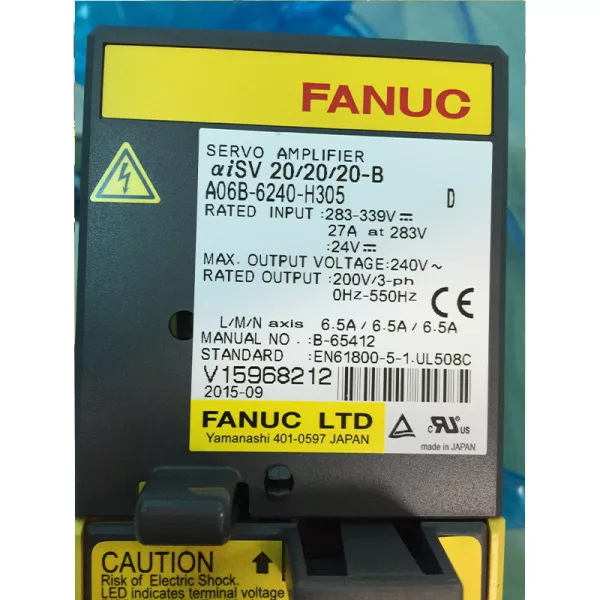 FANUC
SERVO AMPLIFIER
αiSV 20/20/20-B
A06B-6240-H305 D
RATED INPUT :283-339V⎓
27A at 283V
:24V⎓
MAX. OUTPUT VOLTAGE:240V~
RATED OUTPUT :200V/3-ph
0Hz-550Hz
CE
L/M/N axis 6.5A / 6.5A / 6.5A
MANUAL NO. :B-65412
STANDARD :EN61800-5-1.UL508C
V15968212
2015-09
FANUC LTD
Yamanashi 401-0597 JAPAN
c RU US
made in JAPAN
CAUTION
Risk of Electric Shock.
LED indicates terminal voltage